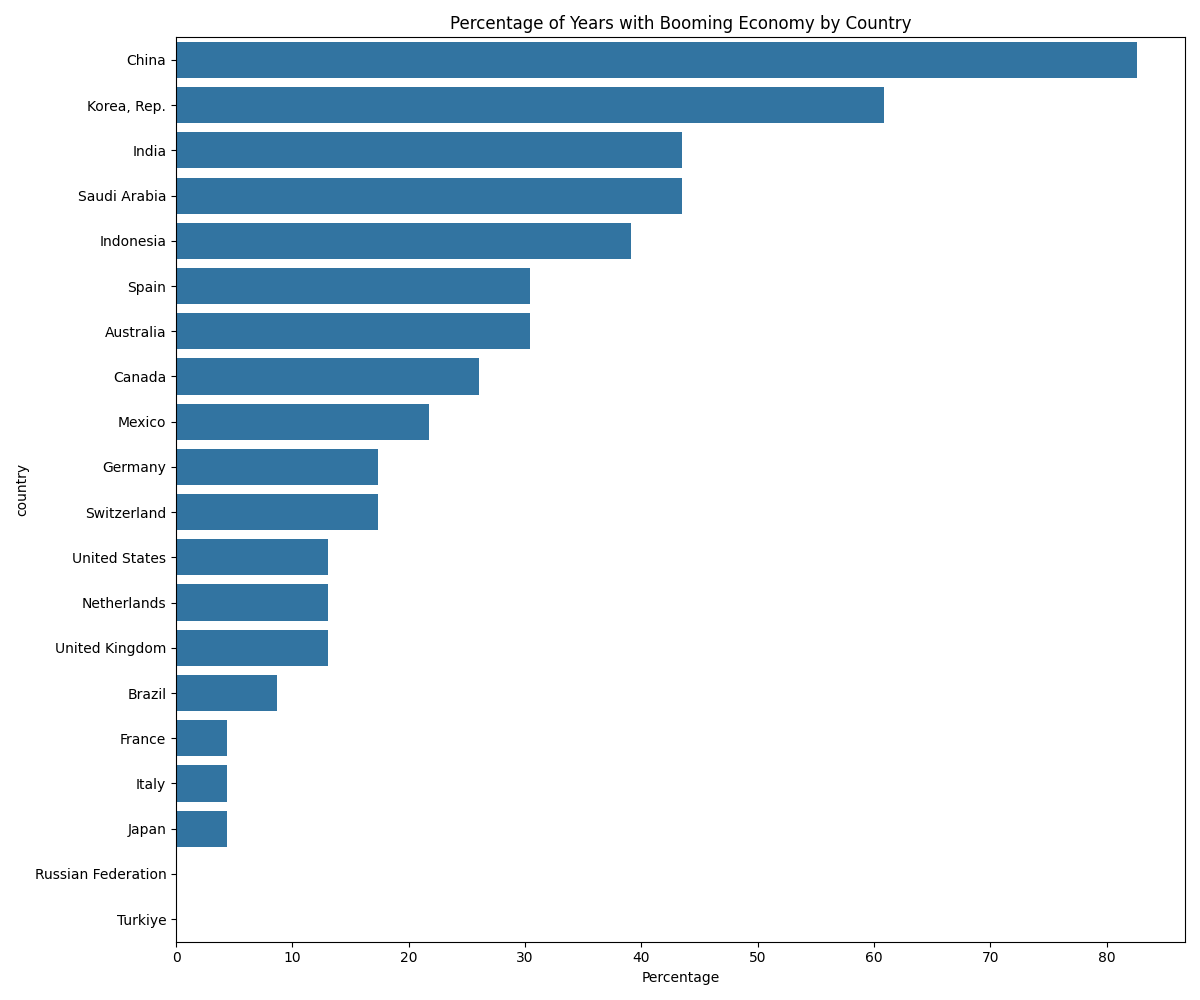 Percentage of Years with Booming Economy by Country
China
Korea, Rep.
India
Saudi Arabia
Indonesia
Spain
Australia
Canada
Mexico
Germany
Switzerland
United States
Netherlands
United Kingdom
Brazil
France
Italy
Japan
Russian Federation
Turkiye
country
0 10 20 30 40 50 60 70 80
Percentage